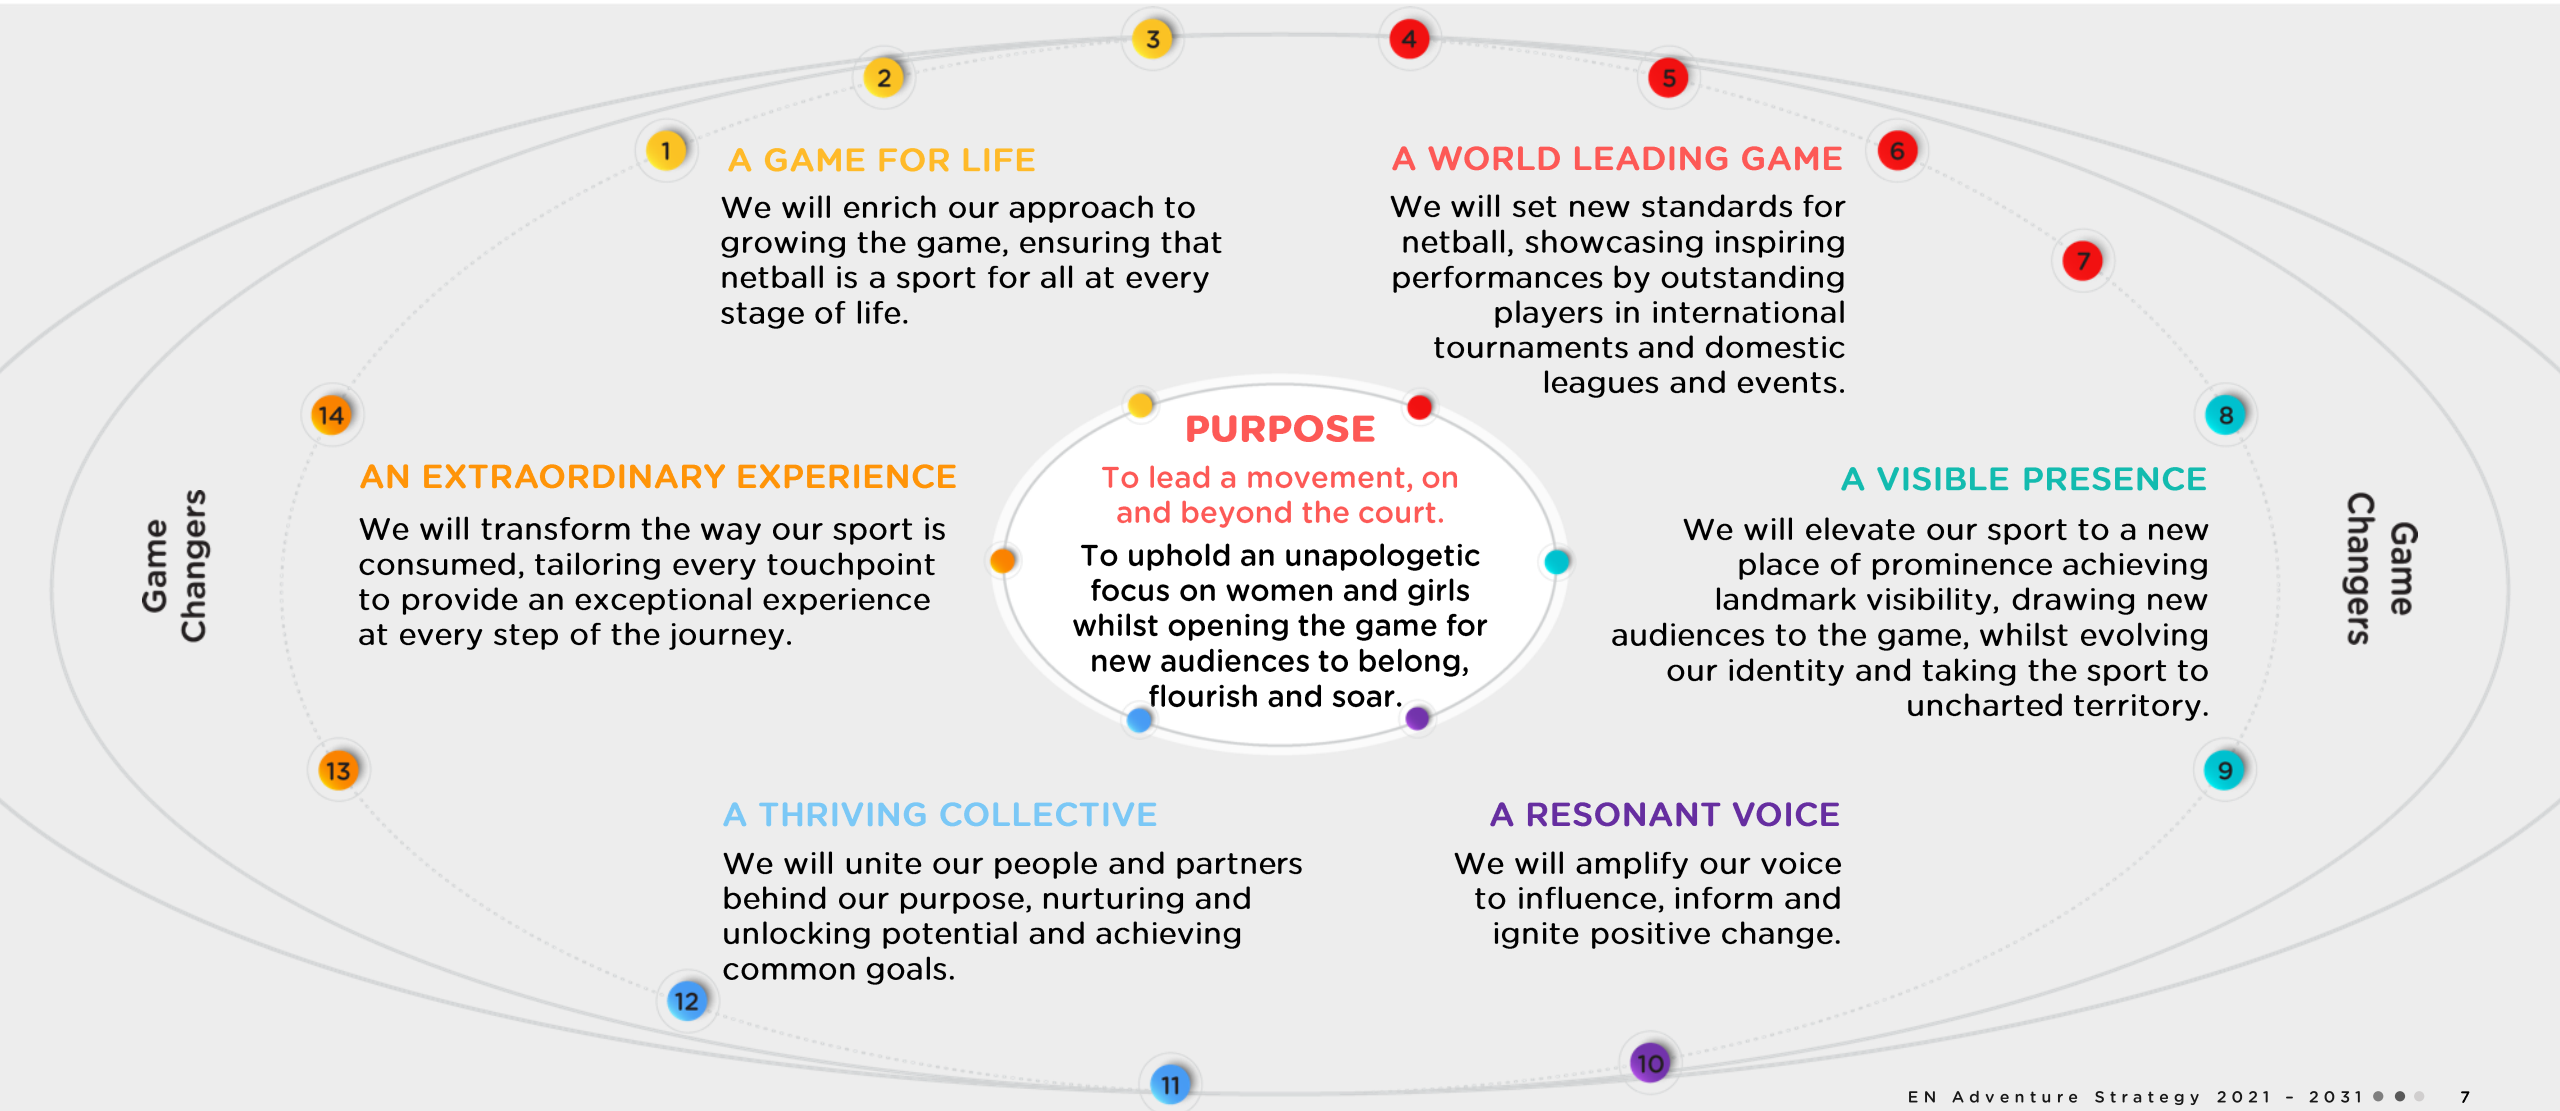 3
4
2
5
1
6
A GAME FOR LIFE
We will enrich our approach to
growing the game, ensuring that
netball is a sport for all at every
stage of life.
A WORLD LEADING GAME
We will set new standards for
netball, showcasing inspiring
performances by outstanding
players in international
tournaments and domestic
leagues and events.
7
14
8
AN EXTRAORDINARY EXPERIENCE
We will transform the way our sport is
consumed, tailoring every touchpoint
to provide an exceptional experience
at every step of the journey.
Game
Changers
PURPOSE
To lead a movement, on
and beyond the court.
To uphold an unapologetic
focus on women and girls
whilst opening the game for
new audiences to belong,
flourish and soar.
A VISIBLE PRESENCE
We will elevate our sport to a new
place of prominence achieving
landmark visibility, drawing new
audiences to the game, whilst evolving
our identity and taking the sport to
uncharted territory.
Game
Changers
13
9
A THRIVING COLLECTIVE
We will unite our people and partners
behind our purpose, nurturing and
unlocking potential and achieving
common goals.
A RESONANT VOICE
We will amplify our voice
to influence, inform and
ignite positive change.
12
11
10
EN Adventure Strategy 2021 - 2031 7